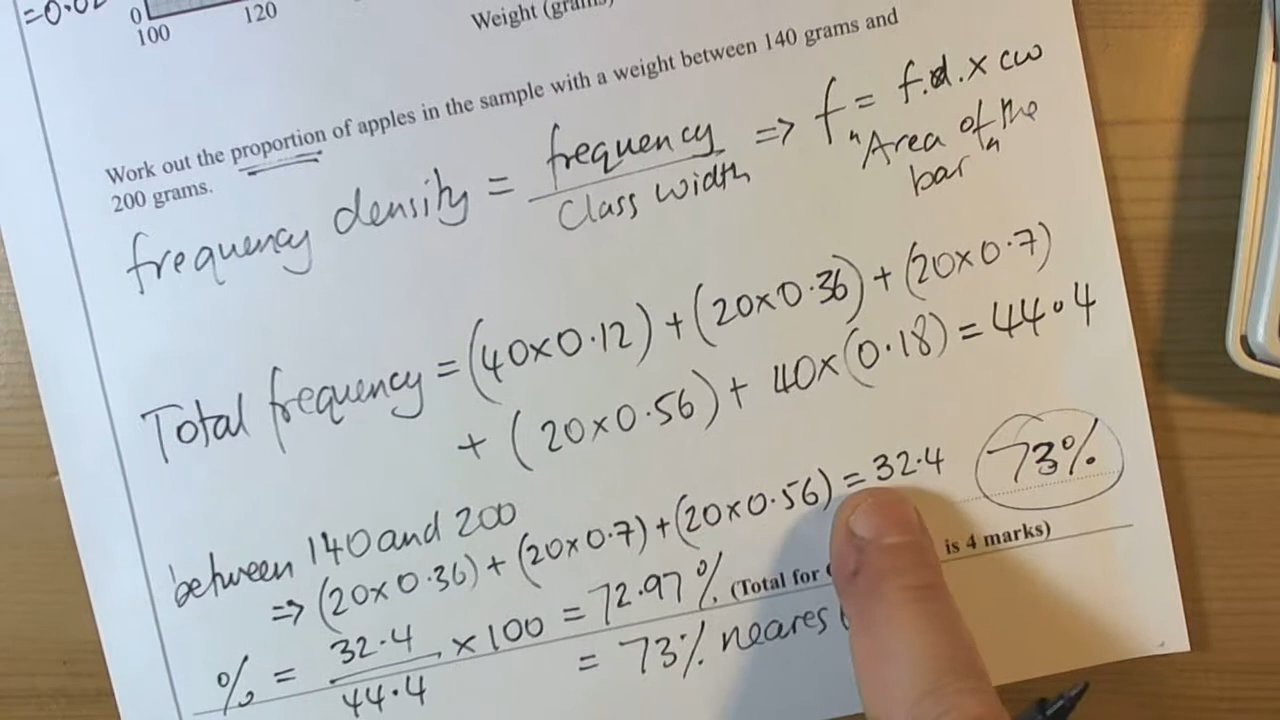 =0.02
0
100
120
Weight (grams)
Work out the proportion of apples in the sample with a weight between 140 grams and
200 grams.
frequency density = frequency / class width => f = f.d. x cw
"Area of the
bar"
Total frequency = (40x0.12) + (20x0.36) + (20x0.7)
+ (20x0.56) + 40x(0.18) = 44.4
between 140 and 200
=> (20x0.36) + (20x0.7) + (20x0.56) = 32.4
73%
(Total for
is 4 marks)
% = 32.4 / 44.4 x 100 = 72.97%
= 73% neares